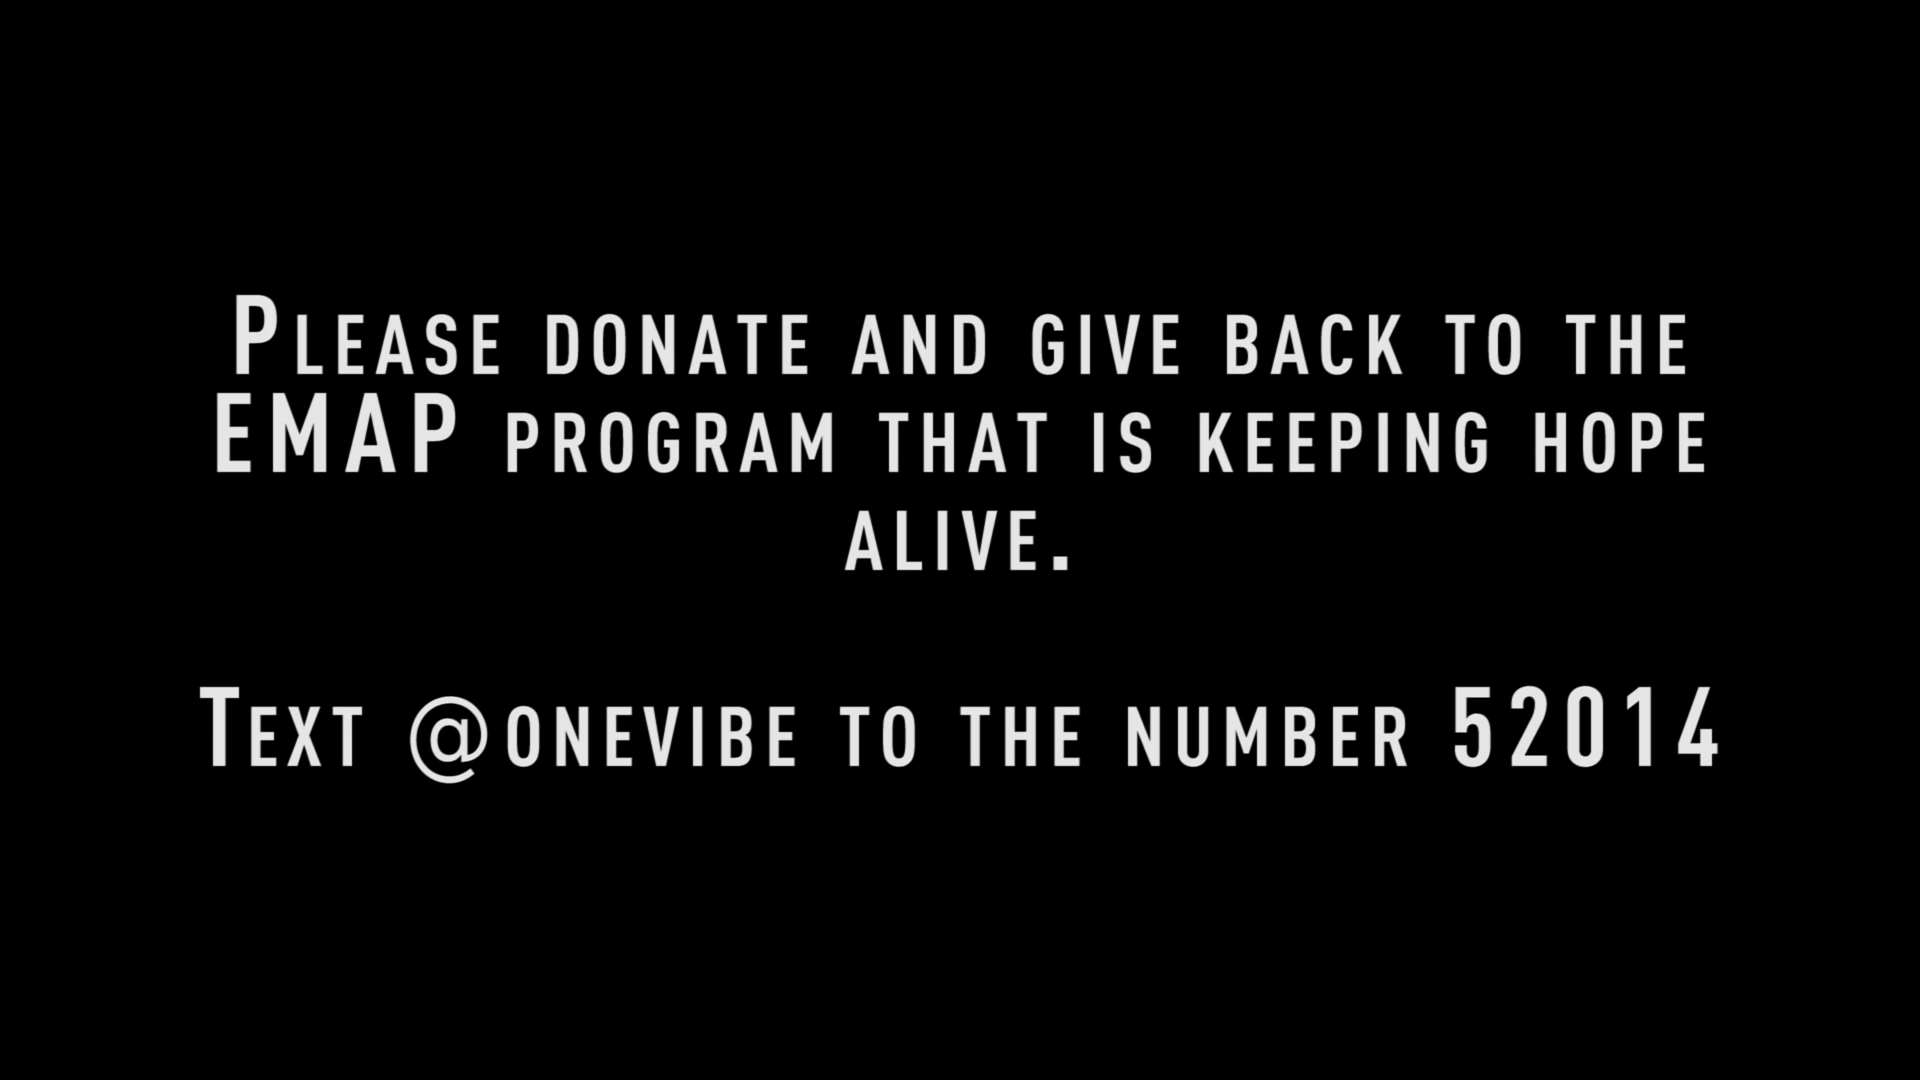 Please donate and give back to the
EMAP program that is keeping hope
alive.
Text @onevibe to the number 52014